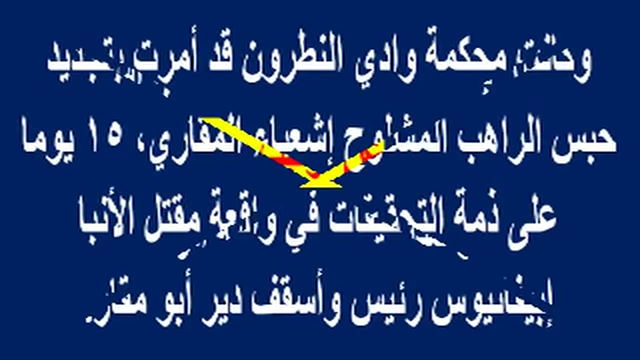 وكانت محكمة وادي النطرون قد أمرت بتجديد
حبس الراهب المشلوح إشعياء المقاري، ١٥ يوما
على ذمة التحقيقات في واقعة مقتل الأنبا
إبيفانيوس رئيس وأسقف دير أبو مقار.